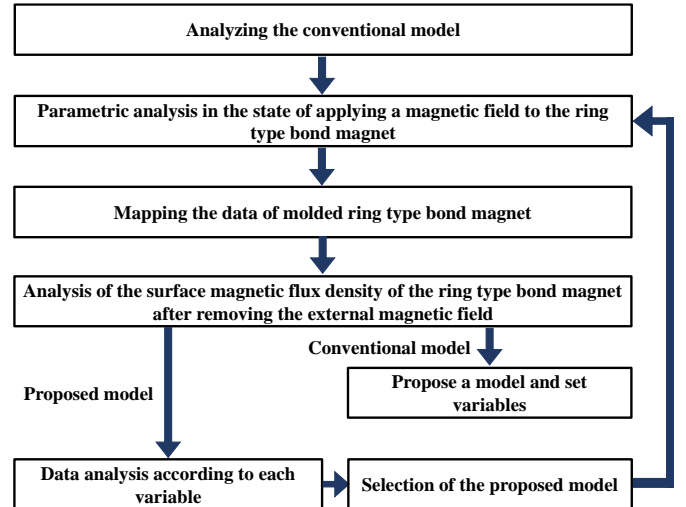 Analyzing the conventional model
Parametric analysis in the state of applying a magnetic field to the ring
type bond magnet
Mapping the data of molded ring type bond magnet
Analysis of the surface magnetic flux density of the ring type bond magnet
after removing the external magnetic field
Conventional model
Propose a model and set
variables
Proposed model
Data analysis according to each
variable
Selection of the proposed model